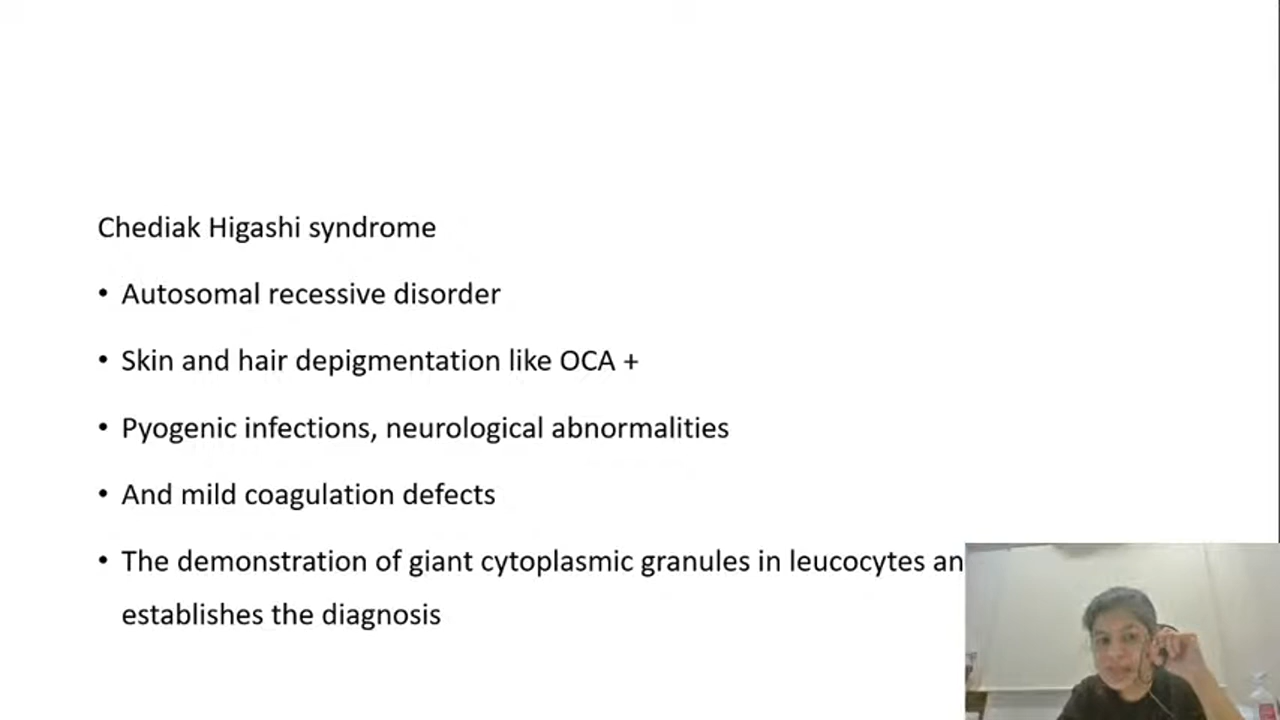 Chediak Higashi syndrome
• Autosomal recessive disorder
• Skin and hair depigmentation like OCA +
• Pyogenic infections, neurological abnormalities
• And mild coagulation defects
• The demonstration of giant cytoplasmic granules in leucocytes an
establishes the diagnosis